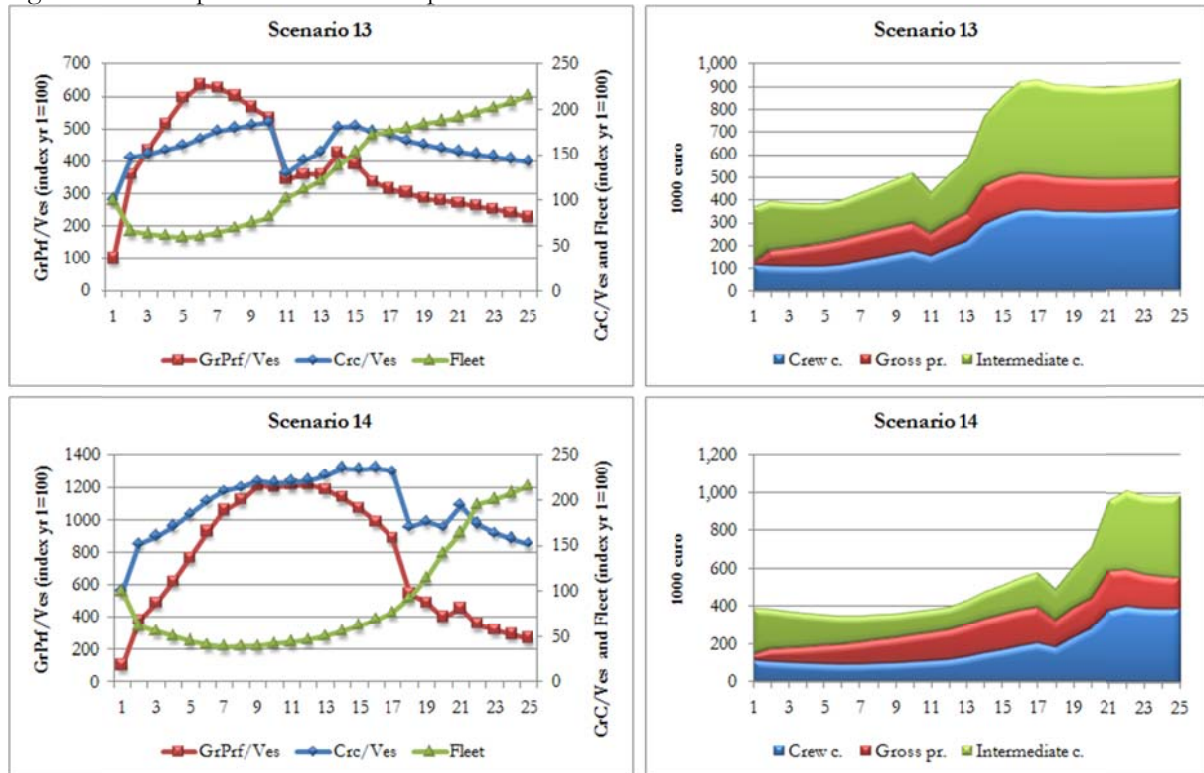 Scenario 13
GrPrf/Ves (index yr 1=100)
700
600
500
400
300
200
100
0
250
200
150
100
50
0
CrC/Ves and Fleet (index yr 1=100)
1 3 5 7 9 11 13 15 17 19 21 23 25
GrPrf/Ves Crc/Ves Fleet
Scenario 13
1000 euro
1,000
900
800
700
600
500
400
300
200
100
0
1 3 5 7 9 11 13 15 17 19 21 23 25
Crew c. Gross pr. Intermediate c.
Scenario 14
GrPrf/Ves (index yr 1=100)
1400
1200
1000
800
600
400
200
0
250
200
150
100
50
0
CrC/Ves and Fleet (index yr 1=100)
1 3 5 7 9 11 13 15 17 19 21 23 25
GrPrf/Ves Crc/Ves Fleet
Scenario 14
1000 euro
1,200
1,000
800
600
400
200
0
1 3 5 7 9 11 13 15 17 19 21 23 25
Crew c. Gross pr. Intermediate c.